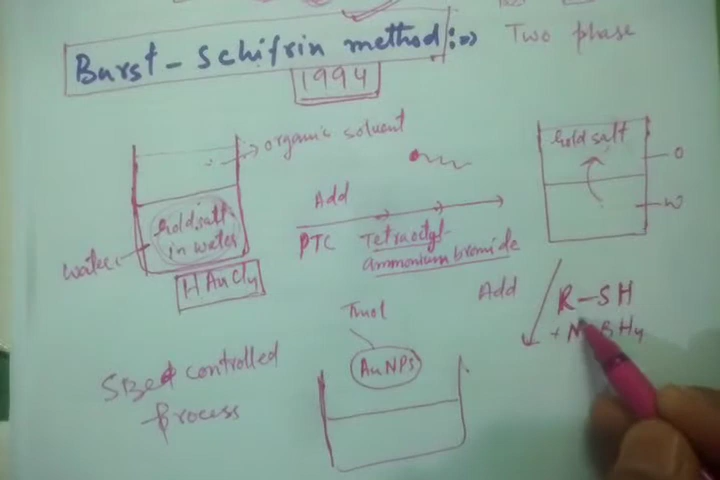 Burst-Schifrin method:⇒ Two phase
1994
organic solvent
gold salt
in water
water
HAuCl4
Add
PTC Tetraoctyl-
ammonium bromide
gold salt
O
W
Add
R-SH
+ NaBH4
Thiol
AuNPs
Size controlled
process